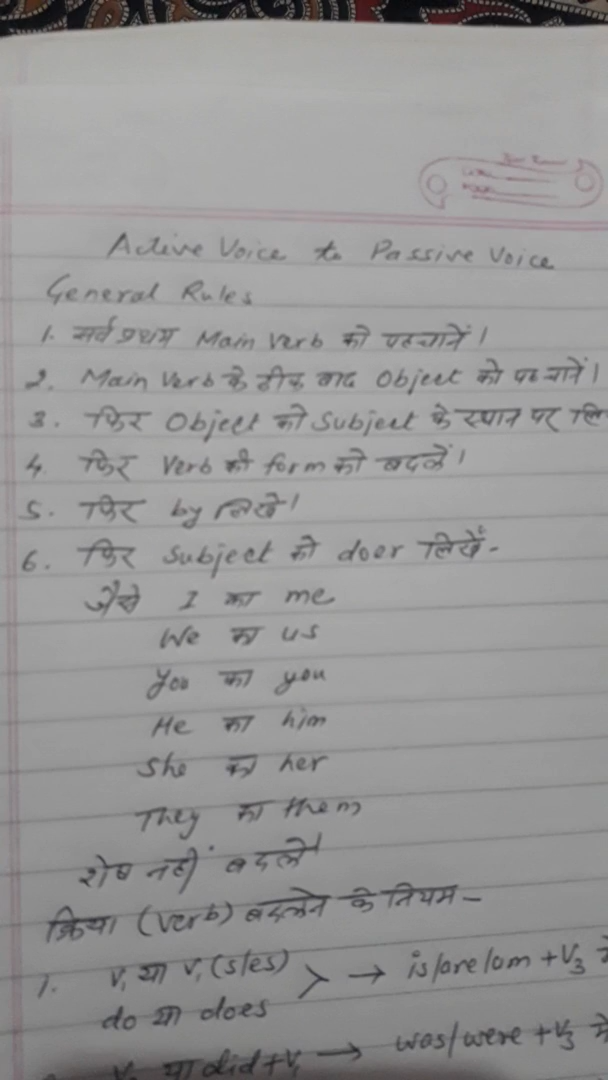 Active Voice to Passive Voice
General Rules
1. सर्वप्रथम Main Verb को पहचानें।
2. Main Verb के ठीक बाद Object को पहचानें।
3. फिर Object को Subject के स्थान पर
4. फिर Verb की form को बदलें।
5. फिर by लिखें।
6. फिर Subject को doer लिखें-
जैसे I का me
We का us
You का you
He का him
She का her
They का them
शेष नहीं बदलें।
क्रिया (Verb) बदलने के नियम-
1. V₁ या V₁ (s/es) > → is/are/am + V₃ में
do या does
V₂ या did+V₁ → was/were + V₃ में